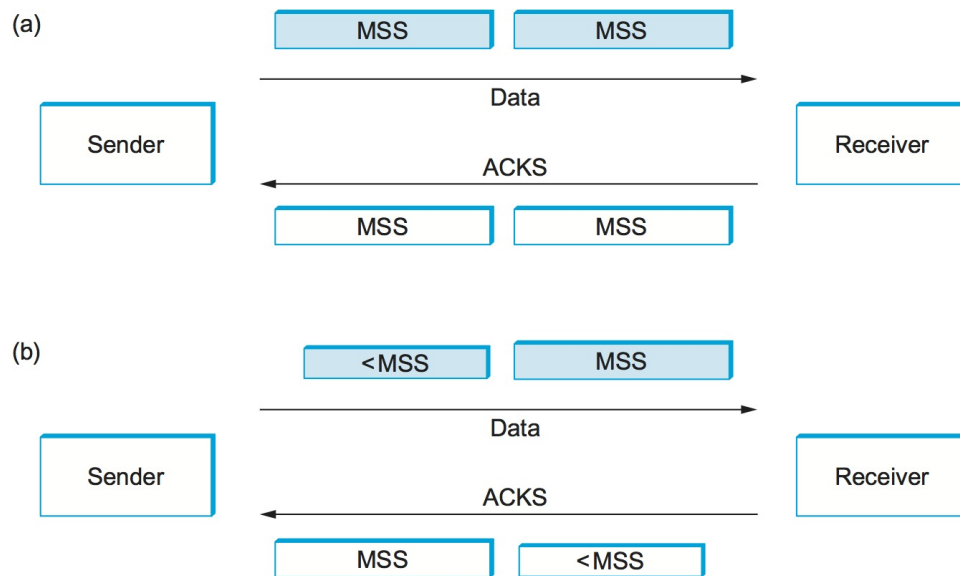 (a)
MSS MSS
Data
Sender Receiver
ACKS
MSS MSS
(b)
<MSS MSS
Data
Sender Receiver
ACKS
MSS <MSS